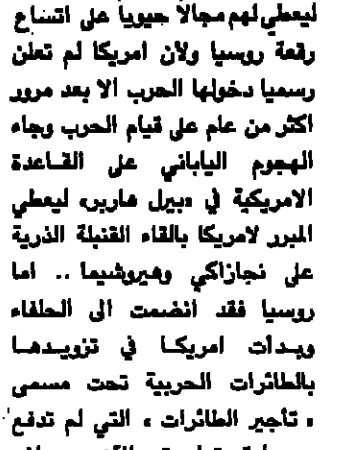 ليعطي لهم مجالا حيويا على اتساع
رقعة روسيا ولان امريكا لم تعلن
رسميا دخولها الحرب الا بعد مرور
اكثر من عام على قيام الحرب وجاء
الهجوم الياباني على القاعدة
الامريكية في «بيرل هاربر» ليعطي
المبرر لامريكا بالقاء القنبلة الذرية
على نجازاكي وهيروشيما .. اما
روسيا فقد انضمت الى الحلفاء
وبدأت امريكا في تزويدها
بالطائرات الحربية تحت مسمى
« تأجير الطائرات » التي لم تدفع